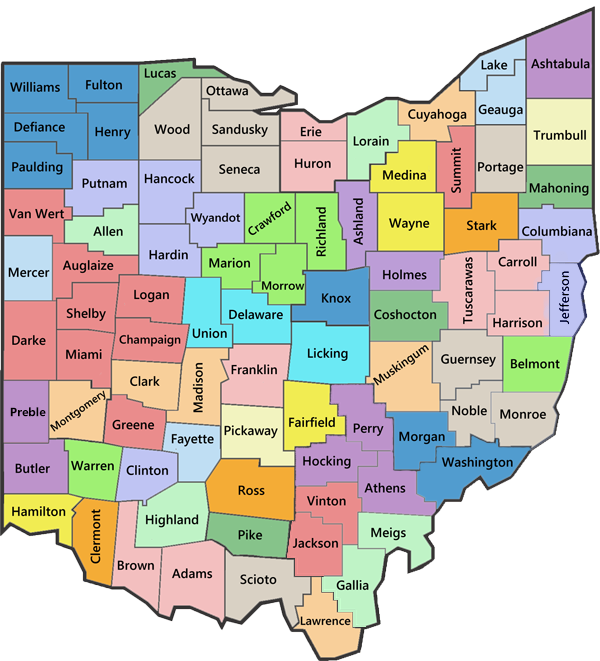 Lake
Ashtabula
Lucas
Williams
Fulton
Ottawa
Geauga
Cuyahoga
Defiance
Henry
Wood
Sandusky
Erie
Lorain
Trumbull
Paulding
Seneca
Huron
Medina
Summit
Portage
Putnam
Hancock
Mahoning
Van Wert
Wyandot
Crawford
Richland
Ashland
Wayne
Stark
Columbiana
Allen
Hardin
Marion
Mercer
Auglaize
Morrow
Holmes
Tuscarawas
Carroll
Jefferson
Logan
Knox
Shelby
Union
Delaware
Coshocton
Harrison
Darke
Miami
Champaign
Licking
Muskingum
Guernsey
Belmont
Clark
Madison
Franklin
Preble
Montgomery
Greene
Fayette
Pickaway
Fairfield
Perry
Morgan
Noble
Monroe
Butler
Warren
Clinton
Hocking
Washington
Athens
Ross
Vinton
Hamilton
Clermont
Highland
Pike
Jackson
Meigs
Brown
Adams
Scioto
Gallia
Lawrence